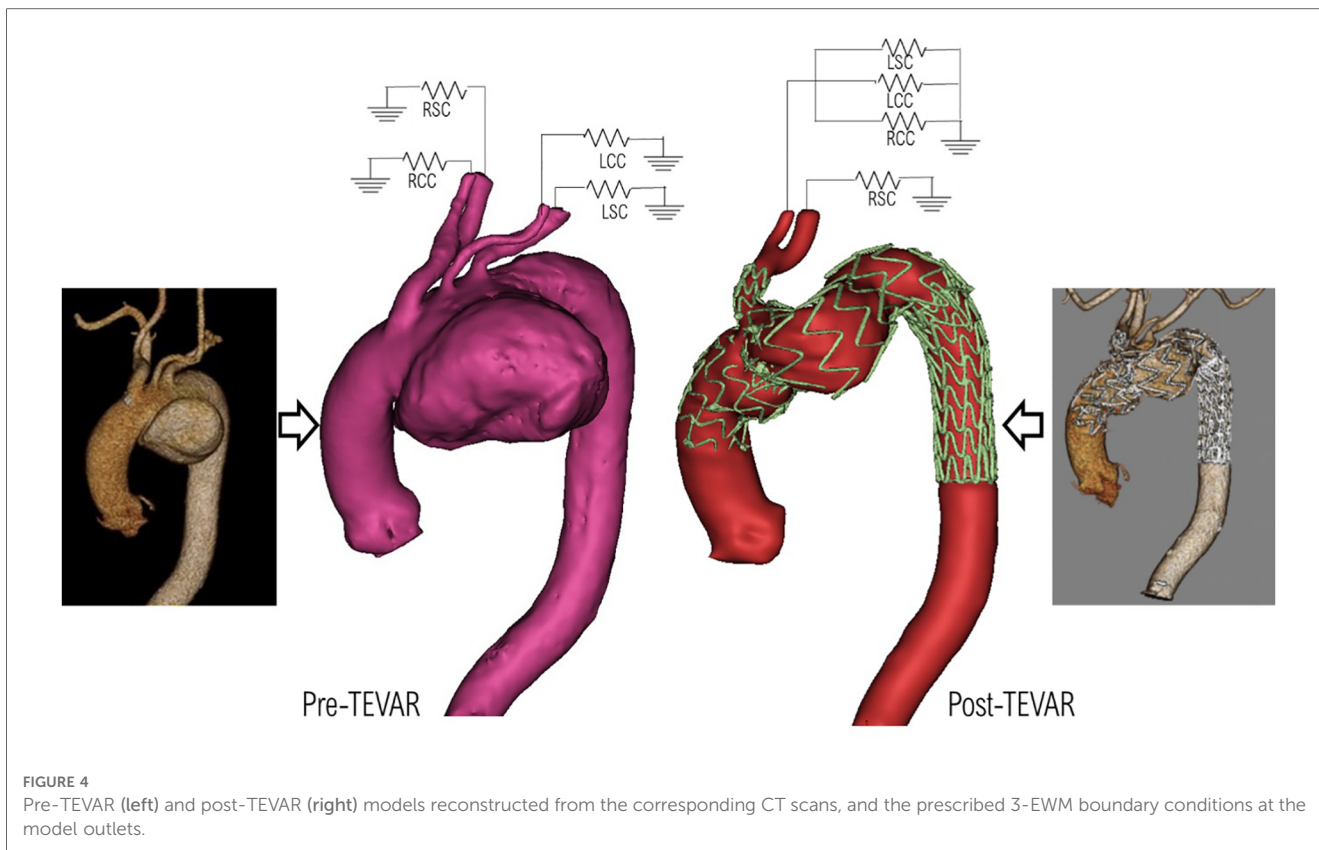 RSC
RCC
LCC
LSC
LSC
LCC
RCC
RSC
Pre-TEVAR
Post-TEVAR
FIGURE 4
Pre-TEVAR (left) and post-TEVAR (right) models reconstructed from the corresponding CT scans, and the prescribed 3-EWM boundary conditions at the
model outlets.